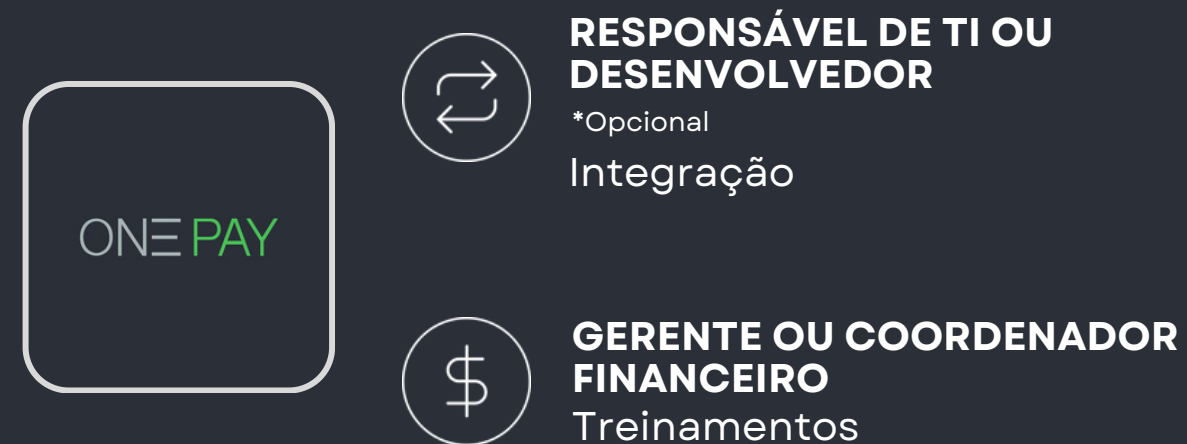 ONE PAY
RESPONSÁVEL DE TI OU
DESENVOLVEDOR
*Opcional
Integração
GERENTE OU COORDENADOR
FINANCEIRO
Treinamentos